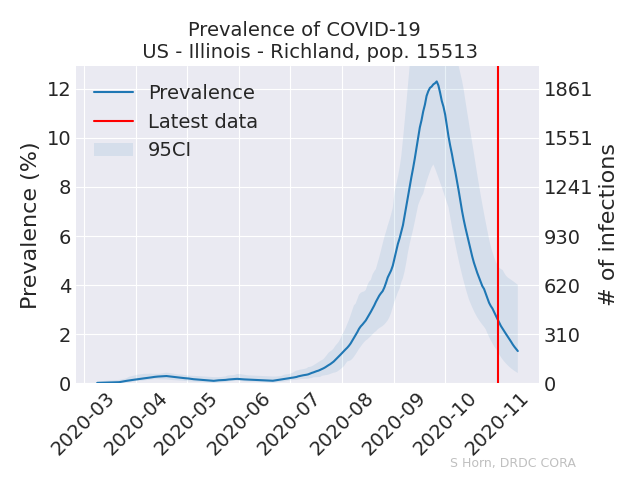 Prevalence of COVID-19
US - Illinois - Richland, pop. 15513
Prevalence
Latest data
95CI
Prevalence (%)
12
10
8
6
4
2
0
1861
1551
1241
930
620
310
0
# of infections
2020-03
2020-04
2020-05
2020-06
2020-07
2020-08
2020-09
2020-10
2020-11
S Horn, DRDC CORA